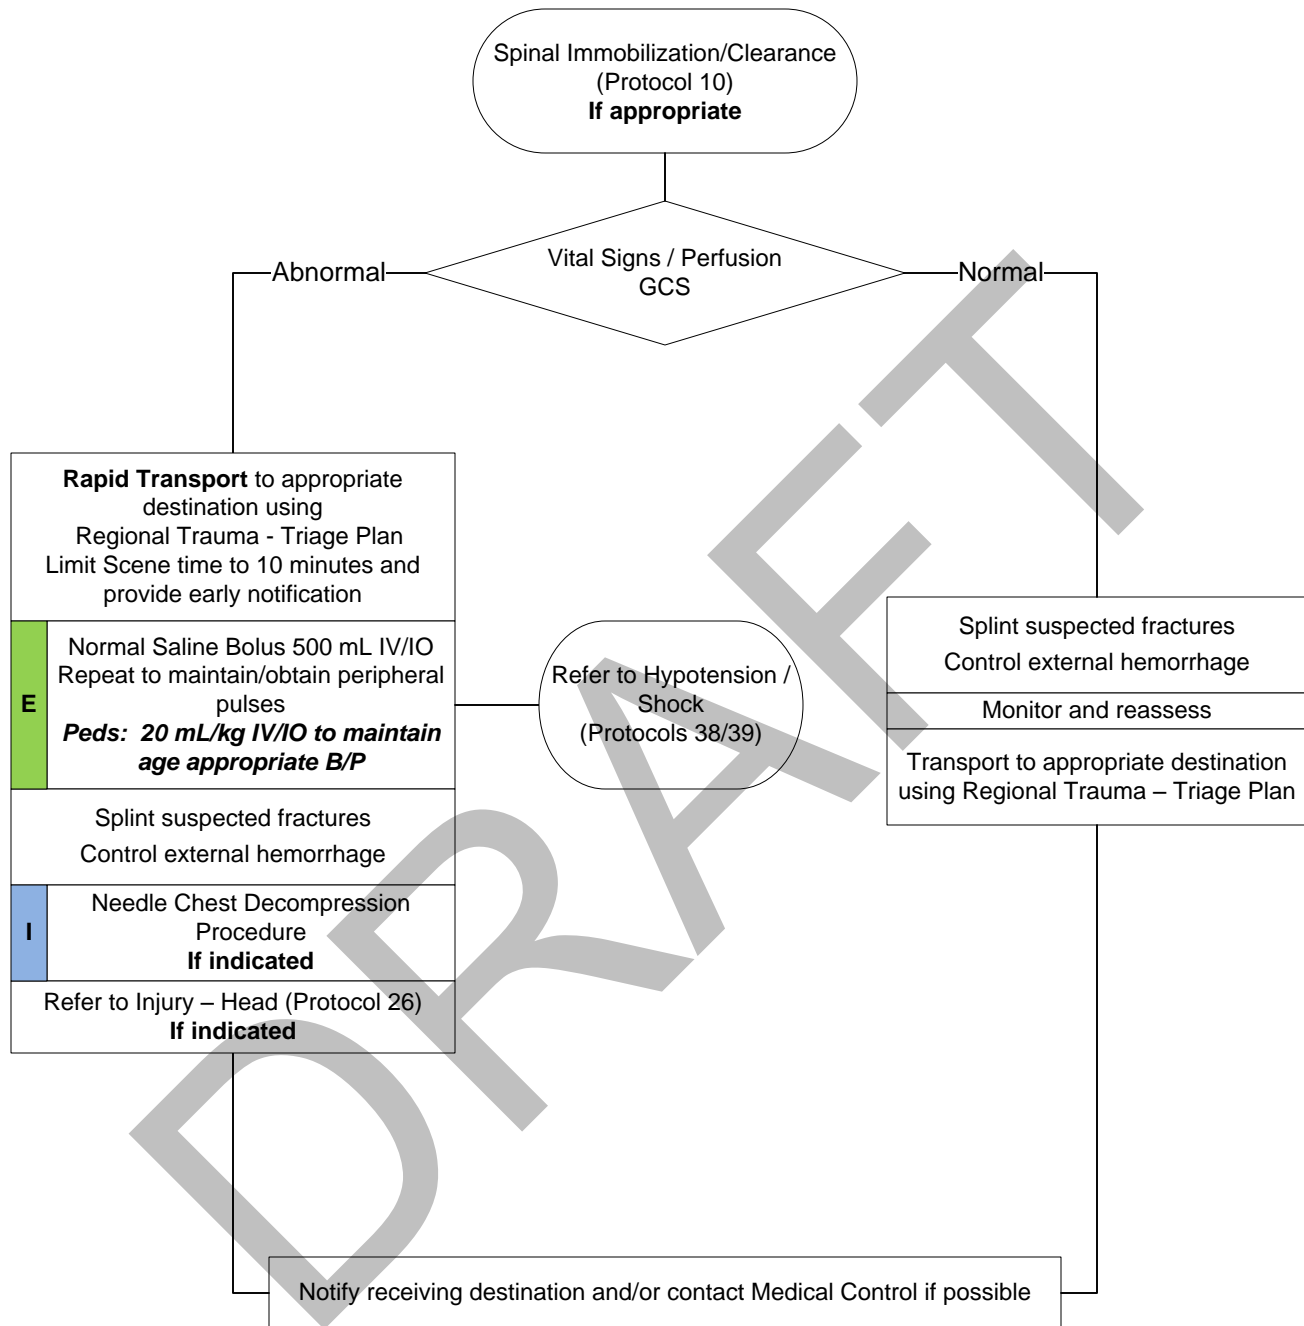 Spinal Immobilization/Clearance
(Protocol 10)
If appropriate
Vital Signs / Perfusion
GCS
Abnormal
Normal
Rapid Transport to appropriate
destination using
Regional Trauma - Triage Plan
Limit Scene time to 10 minutes and
provide early notification
E
Normal Saline Bolus 500 mL IV/IO
Repeat to maintain/obtain peripheral
pulses
Peds:  20 mL/kg IV/IO to maintain
age appropriate B/P
Refer to Hypotension /
Shock
(Protocols 38/39)
Splint suspected fractures
Control external hemorrhage
I
Needle Chest Decompression
Procedure
If indicated
Refer to Injury – Head (Protocol 26)
If indicated
Splint suspected fractures
Control external hemorrhage
Monitor and reassess
Transport to appropriate destination
using Regional Trauma – Triage Plan
Notify receiving destination and/or contact Medical Control if possible
DRAFT